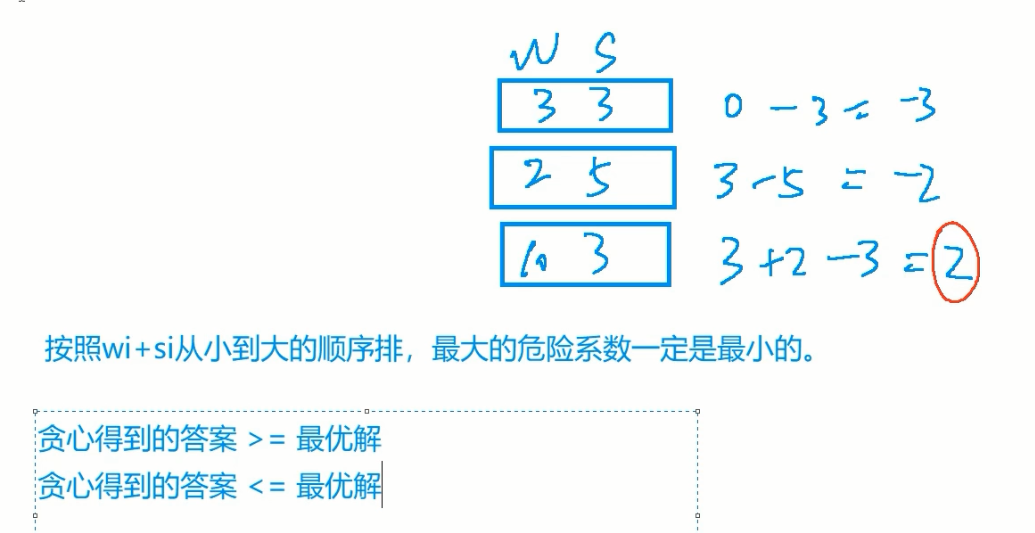 W S
3 3 0 - 3 = -3
2 5 3 - 5 = -2
10 3 3 + 2 - 3 = 2
按照wi+si从小到大的顺序排，最大的危险系数一定是最小的。
贪心得到的答案 >= 最优解
贪心得到的答案 <= 最优解